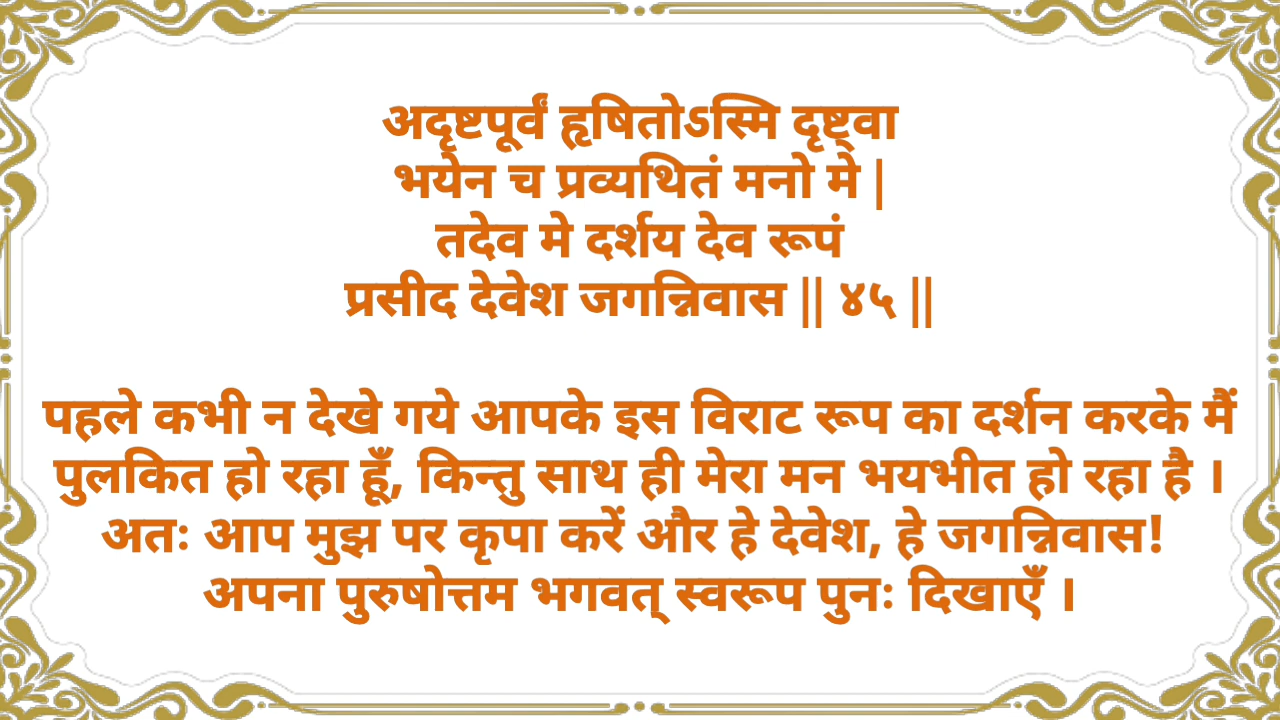 अदृष्टपूर्वं हृषितोऽस्मि दृष्ट्वा
भयेन च प्रव्यथितं मनो मे |
तदेव मे दर्शय देव रूपं
प्रसीद देवेश जगन्निवास || ४५ ||
पहले कभी न देखे गये आपके इस विराट रूप का दर्शन करके मैं
पुलकित हो रहा हूँ, किन्तु साथ ही मेरा मन भयभीत हो रहा है ।
अतः आप मुझ पर कृपा करें और हे देवेश, हे जगन्निवास!
अपना पुरुषोत्तम भगवत् स्वरूप पुनः दिखाएँ ।